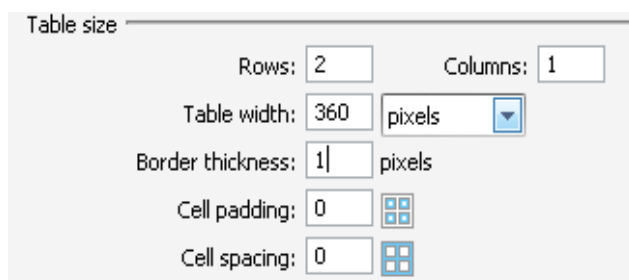 Table size
Rows: 2 Columns: 1
Table width: 360 pixels
Border thickness: 1 pixels
Cell padding: 0
Cell spacing: 0